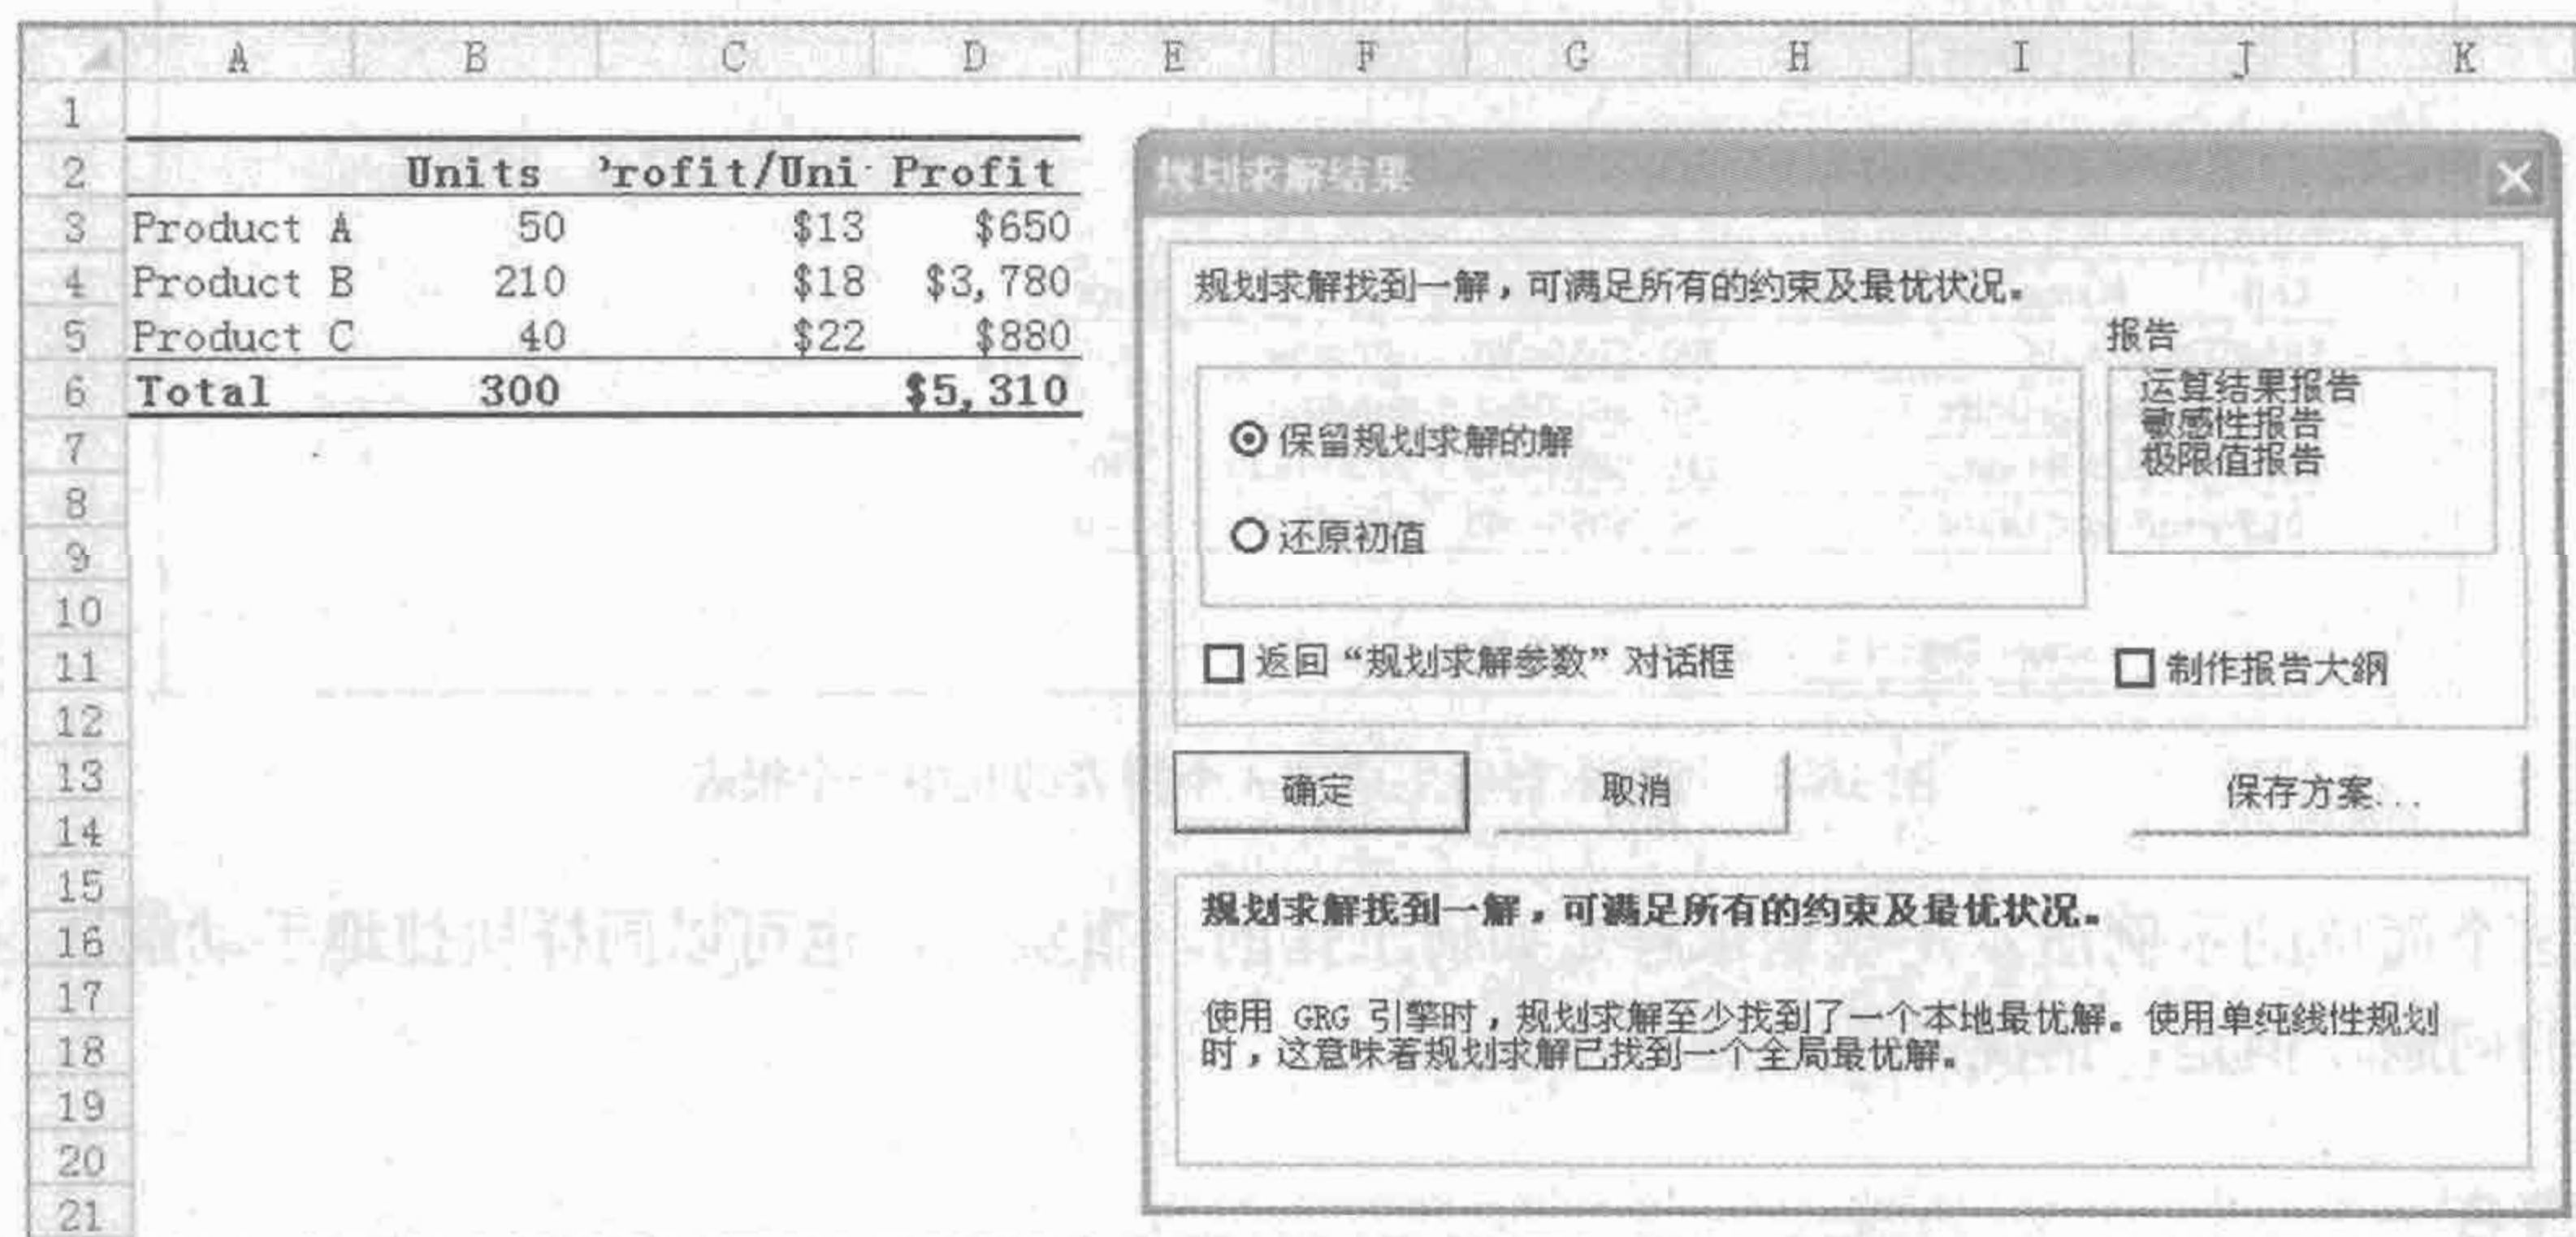 A B C D E F G H I J K
1
2 Units 'rofit/Uni Profit
3 Product A 50 $13 $650
4 Product B 210 $18 $3,780
5 Product C 40 $22 $880
6 Total 300 $5,310
7
8
9
10
11
12
13
14
15
16
17
18
19
20
21
规划求解结果
规划求解找到一解，可满足所有的约束及最优状况。
报告
运算结果报告
敏感性报告
极限值报告
保留规划求解的解
还原初值
返回“规划求解参数”对话框
制作报告大纲
确定 取消 保存方案...
规划求解找到一解，可满足所有的约束及最优状况。
使用 GRG 引擎时，规划求解至少找到了一个本地最优解。使用单纯线性规划
时，这意味着规划求解已找到一个全局最优解。